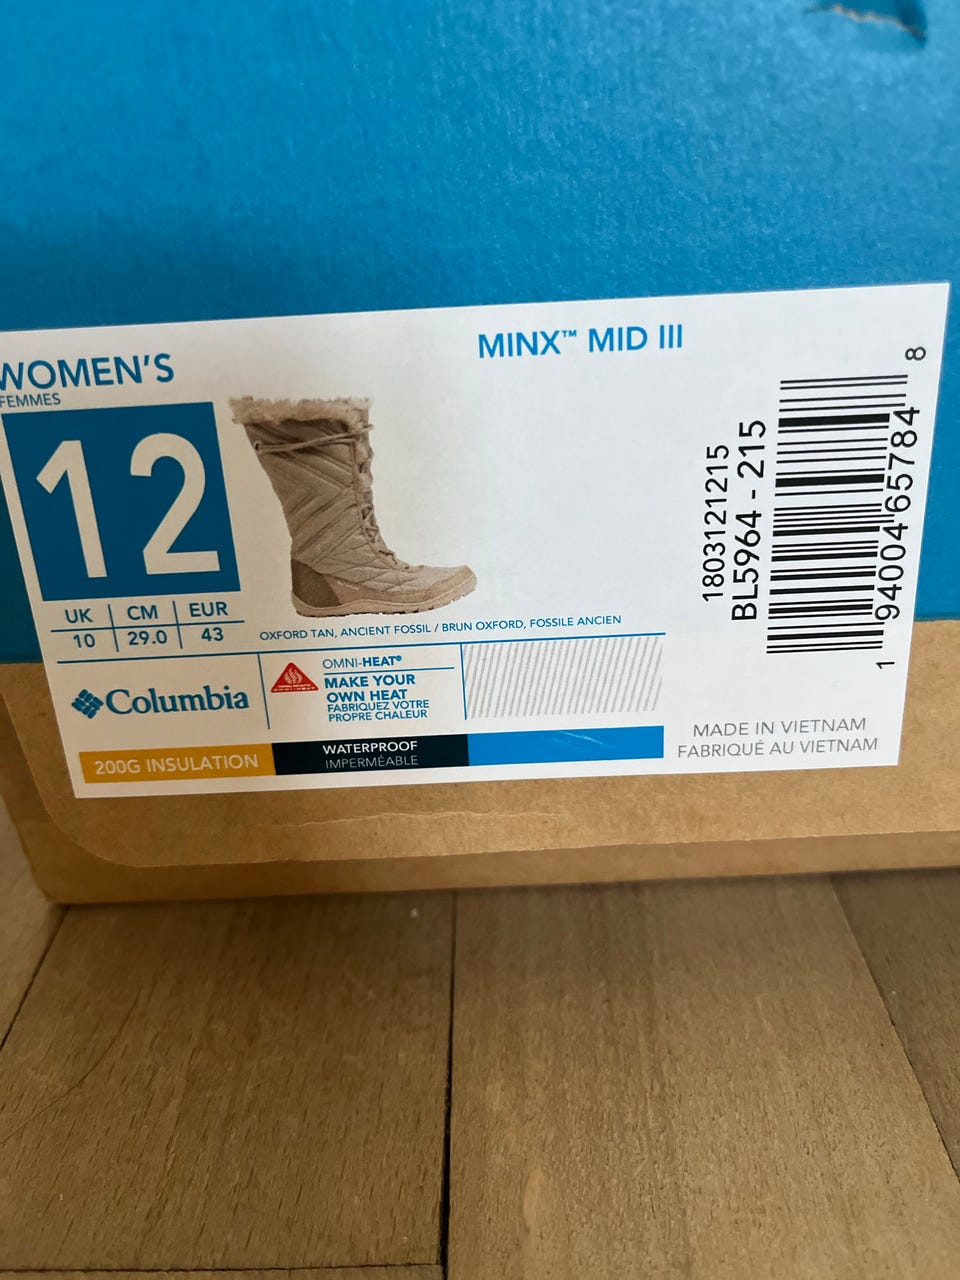 WOMEN'S
FEMMES
12
UK CM EUR
10 29.0 43
MINX™ MID III
OXFORD TAN, ANCIENT FOSSIL / BRUN OXFORD, FOSSILE ANCIEN
Columbia
OMNI-HEAT®
MAKE YOUR
OWN HEAT
FABRIQUEZ VOTRE
PROPRE CHALEUR
200G INSULATION
WATERPROOF
IMPERMÉABLE
1803121215
BL5964 - 215
1 94004 65784 8
MADE IN VIETNAM
FABRIQUÉ AU VIETNAM